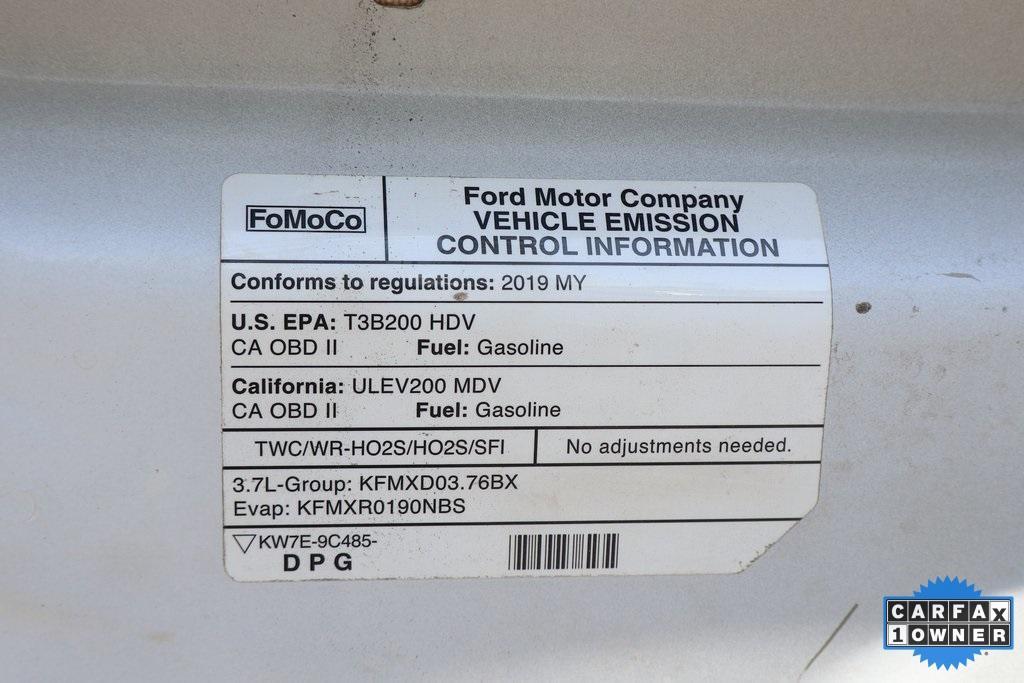 FoMoCo
Ford Motor Company
VEHICLE EMISSION
CONTROL INFORMATION
Conforms to regulations: 2019 MY
U.S. EPA: T3B200 HDV
CA OBD II Fuel: Gasoline
California: ULEV200 MDV
CA OBD II Fuel: Gasoline
TWC/WR-HO2S/HO2S/SFI No adjustments needed.
3.7L-Group: KFMXD03.76BX
Evap: KFMXR0190NBS
KW7E-9C485-
DPG
CARFAX
1 OWNER